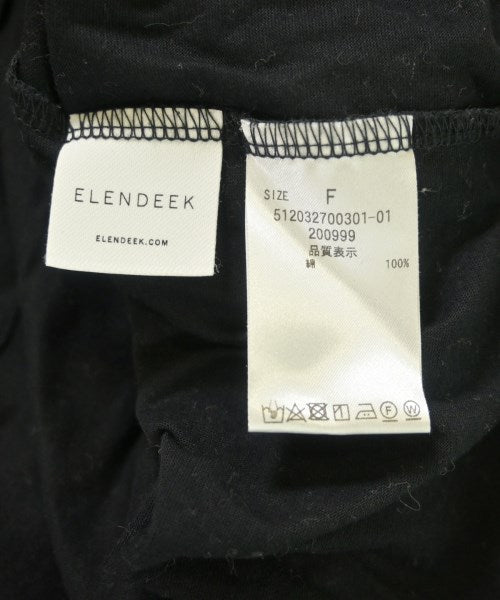 ELENDEEK
ELENDEEK.COM
SIZE F
512032700301-01
200999
品質表示
綿 100%
F W